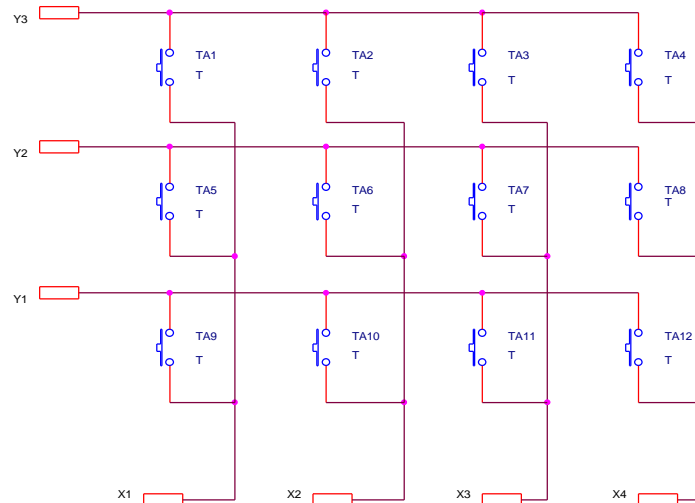 Y3
TA1 TA2 TA3 TA4
T T T T
Y2
TA5 TA6 TA7 TA8
T T T T
Y1
TA9 TA10 TA11 TA12
T T T T
X1 X2 X3 X4